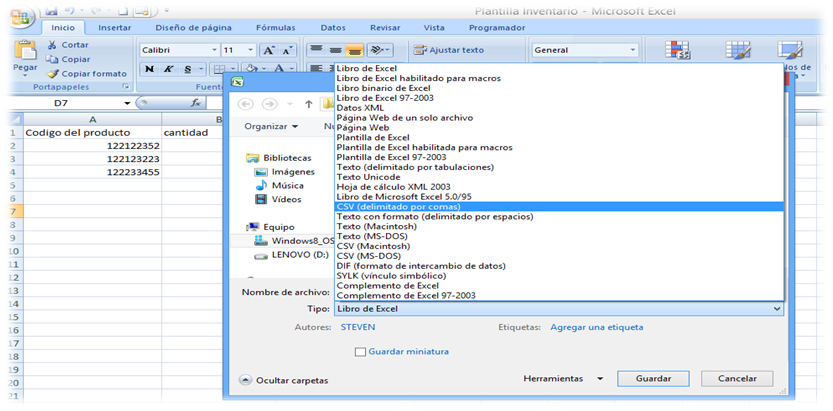 Plantilla Inventario - Microsoft Excel
Inicio Insertar Diseño de página Fórmulas Datos Revisar Vista Programador
Pegar
Cortar
Copiar
Copiar formato
Portapapeles
Calibri 11 A A
N K S A
Fuent
Ajustar texto
General
los de
D7 fx
A B
1 Codigo del producto cantidad
2 122122352
3 122123223
4 122233455
5
6
7
8
9
10
11
12
13
14
15
16
17
18
19
20
21
Organizar Nu
Bibliotecas
Imágenes
Música
Vídeos
Equipo
Windows8_OS
LENOVO (D:)
Libro de Excel
Libro de Excel habilitado para macros
Libro binario de Excel
Libro de Excel 97-2003
Datos XML
Página Web de un solo archivo
Página Web
Plantilla de Excel
Plantilla de Excel habilitada para macros
Plantilla de Excel 97-2003
Texto (delimitado por tabulaciones)
Texto Unicode
Hoja de cálculo XML 2003
Libro de Microsoft Excel 5.0/95
CSV (delimitado por comas)
Texto con formato (delimitado por espacios)
Texto (Macintosh)
Texto (MS-DOS)
CSV (Macintosh)
CSV (MS-DOS)
DIF (formato de intercambio de datos)
SYLK (vínculo simbólico)
Complemento de Excel
Complemento de Excel 97-2003
Nombre de archivo:
Tipo: Libro de Excel
Autores: STEVEN Etiquetas: Agregar una etiqueta
Guardar miniatura
Ocultar carpetas Herramientas Guardar Cancelar